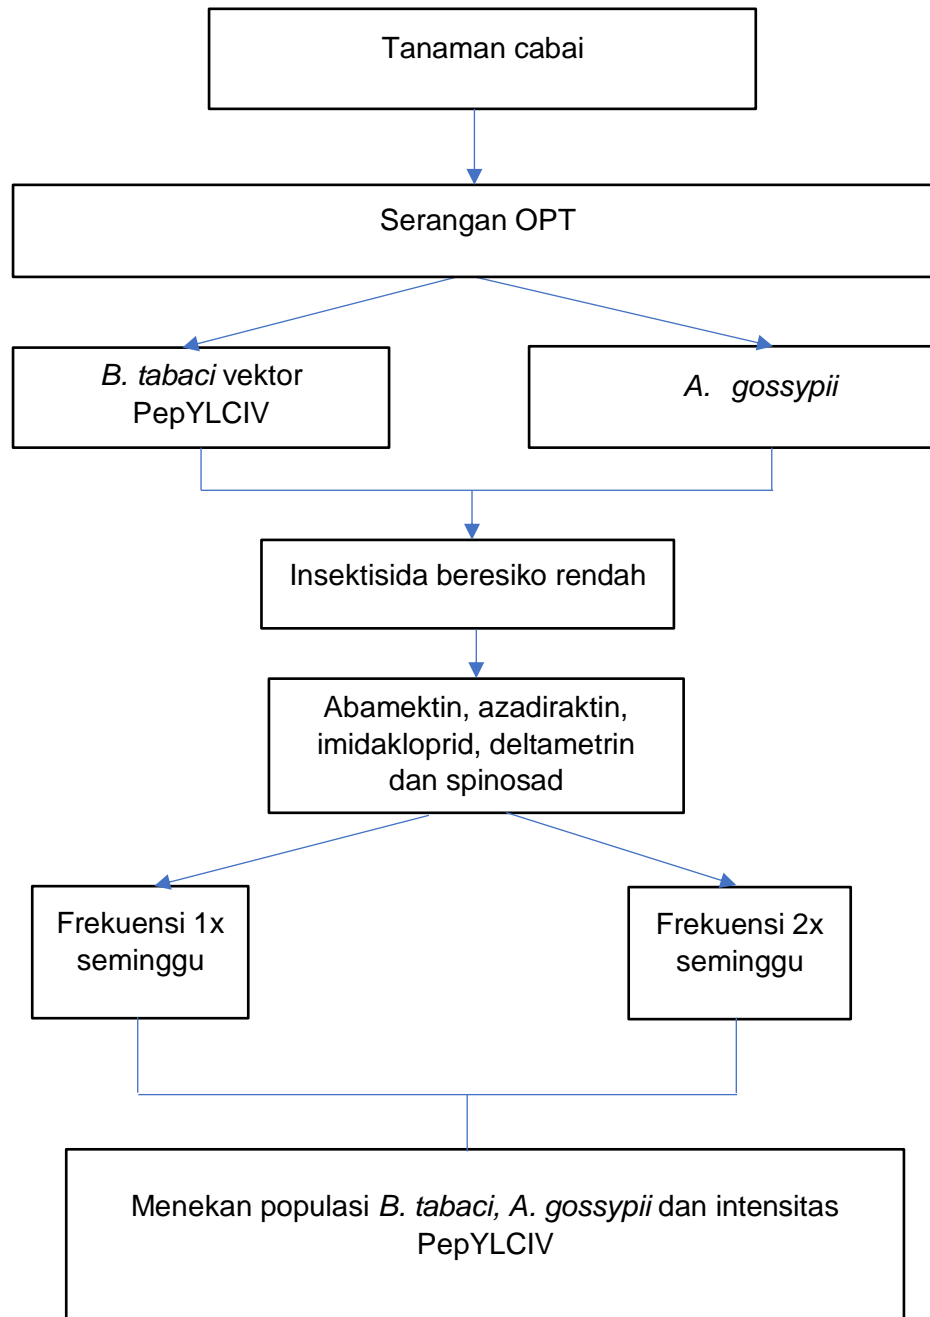 Tanaman cabai
Serangan OPT
B. tabaci vektor
PepYLCIV
A. gossypii
Insektisida beresiko rendah
Abamektin, azadiraktin,
imidakloprid, deltametrin
dan spinosad
Frekuensi 1x
seminggu
Frekuensi 2x
seminggu
Menekan populasi B. tabaci, A. gossypii dan intensitas
PepYLCIV